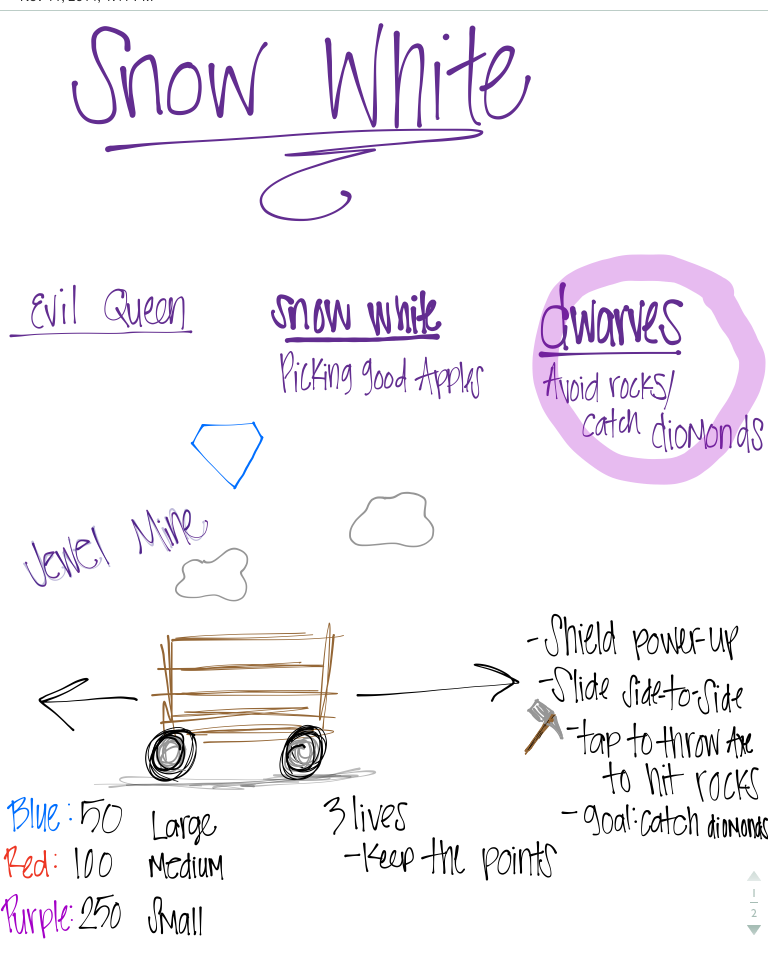 Snow White
Evil Queen
Snow White
Picking good Apples
dwarves
Avoid rocks/
catch diomonds
Jewel Mine
-Shield power-up
-Slide side-to-side
-tap to throw Axe
to hit rocks
-goal: catch diomonds
Blue: 50 Large
Red: 100 Medium
Purple: 250 Small
3 lives
-Keep the points
1
2